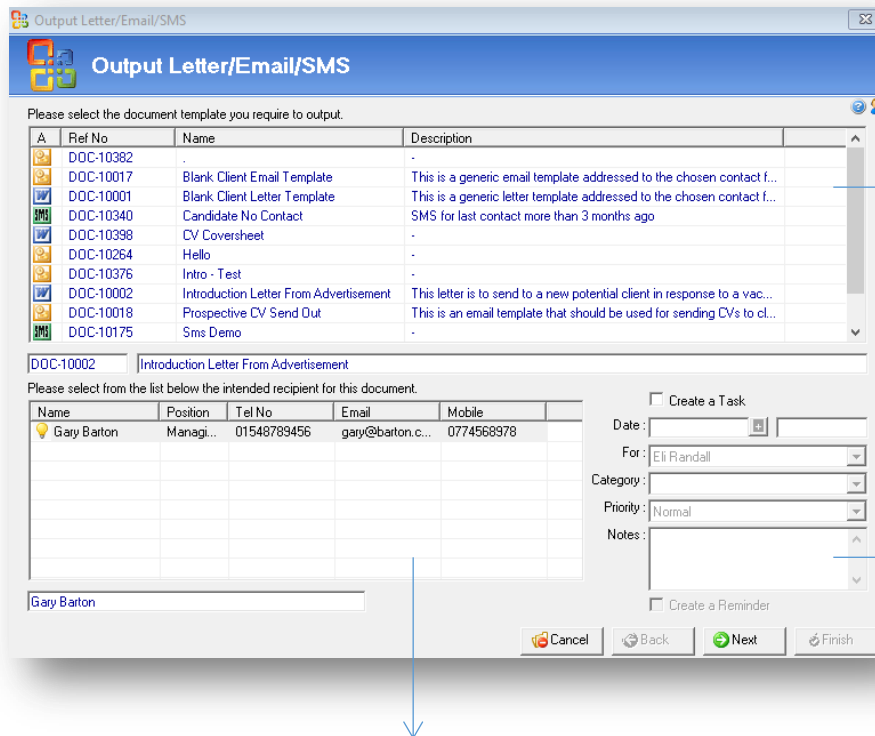 Output Letter/Email/SMS
Output Letter/Email/SMS
Please select the document template you require to output.
A Ref No Name Description
DOC-10382 . -
DOC-10017 Blank Client Email Template This is a generic email template addressed to the chosen contact f...
DOC-10001 Blank Client Letter Template This is a generic letter template addressed to the chosen contact f...
SMS DOC-10340 Candidate No Contact SMS for last contact more than 3 months ago
DOC-10398 CV Coversheet -
DOC-10264 Hello -
DOC-10376 Intro - Test -
DOC-10002 Introduction Letter From Advertisement This letter is to send to a new potential client in response to a vac...
DOC-10018 Prospective CV Send Out This is an email template that should be used for sending CVs to cl...
SMS DOC-10175 Sms Demo -
DOC-10002 Introduction Letter From Advertisement
Please select from the list below the intended recipient for this document.
Name Position Tel No Email Mobile
Gary Barton Managi... 01548789456 gary@barton.c... 0774568978
Gary Barton
Create a Task
Date :
For : Eli Randall
Category :
Priority : Normal
Notes :
Create a Reminder
Cancel Back Next Finish